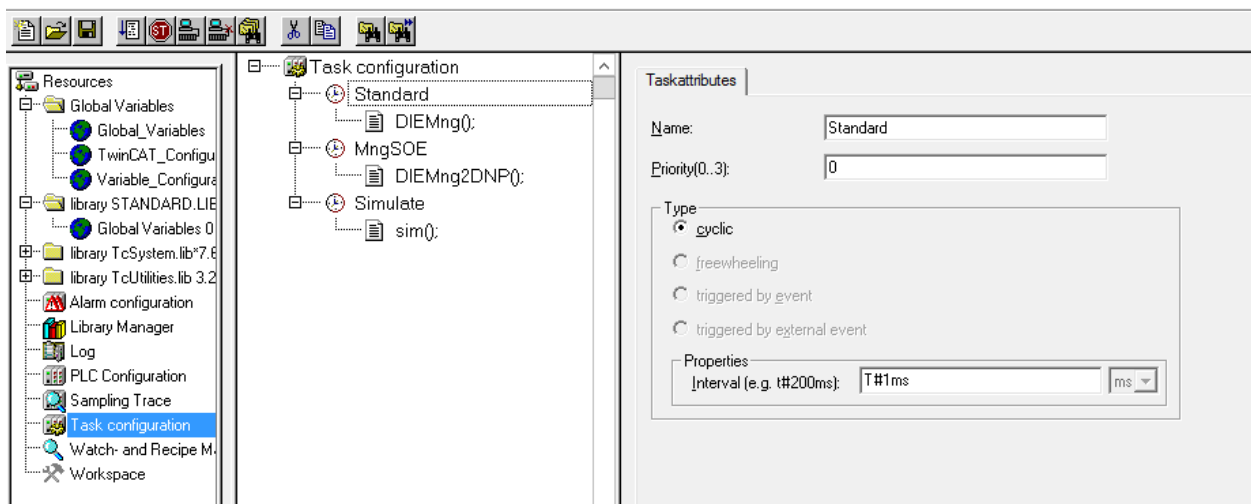 Resources
Global Variables
Global_Variables
TwinCAT_Configu
Variable_Configura
library STANDARD.LIE
Global Variables 0
library TcSystem.lib*7.6
library TcUtilities.lib 3.2
Alarm configuration
Library Manager
Log
PLC Configuration
Sampling Trace
Task configuration
Watch- and Recipe M
Workspace
Task configuration
Standard
DIEMng();
MngSOE
DIEMng2DNP();
Simulate
sim();
Taskattributes
Name: Standard
Priority(0..3): 0
Type
cyclic
freewheeling
triggered by event
triggered by external event
Properties
Interval (e.g. t#200ms): T#1ms ms